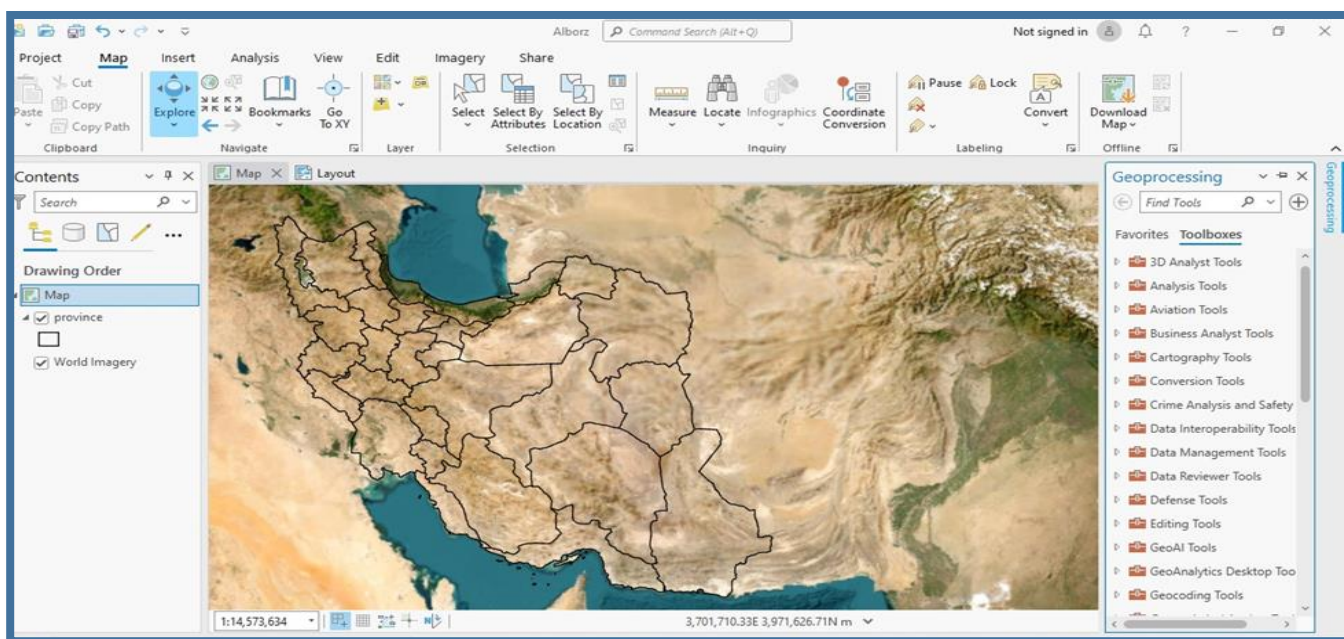 Alborz
Command Search (Alt+Q)
Not signed in
?
Project Map Insert Analysis View Edit Imagery Share
Paste
Cut
Copy
Copy Path
Clipboard
Explore
Bookmarks
Go
To XY
Navigate
Layer
Select
Select By
Attributes
Select By
Location
Selection
Measure
Locate
Infographics
Coordinate
Conversion
Inquiry
Pause
Lock
A
Convert
Labeling
Download
Map
Offline
Contents
Search
Drawing Order
Map
province
World Imagery
Map
Layout
1:14,573,634
3,701,710.33E 3,971,626.71N m
Geoprocessing
Find Tools
Favorites Toolboxes
3D Analyst Tools
Analysis Tools
Aviation Tools
Business Analyst Tools
Cartography Tools
Conversion Tools
Crime Analysis and Safety
Data Interoperability Tools
Data Management Tools
Data Reviewer Tools
Defense Tools
Editing Tools
GeoAI Tools
GeoAnalytics Desktop Too
Geocoding Tools
Geoprocessing